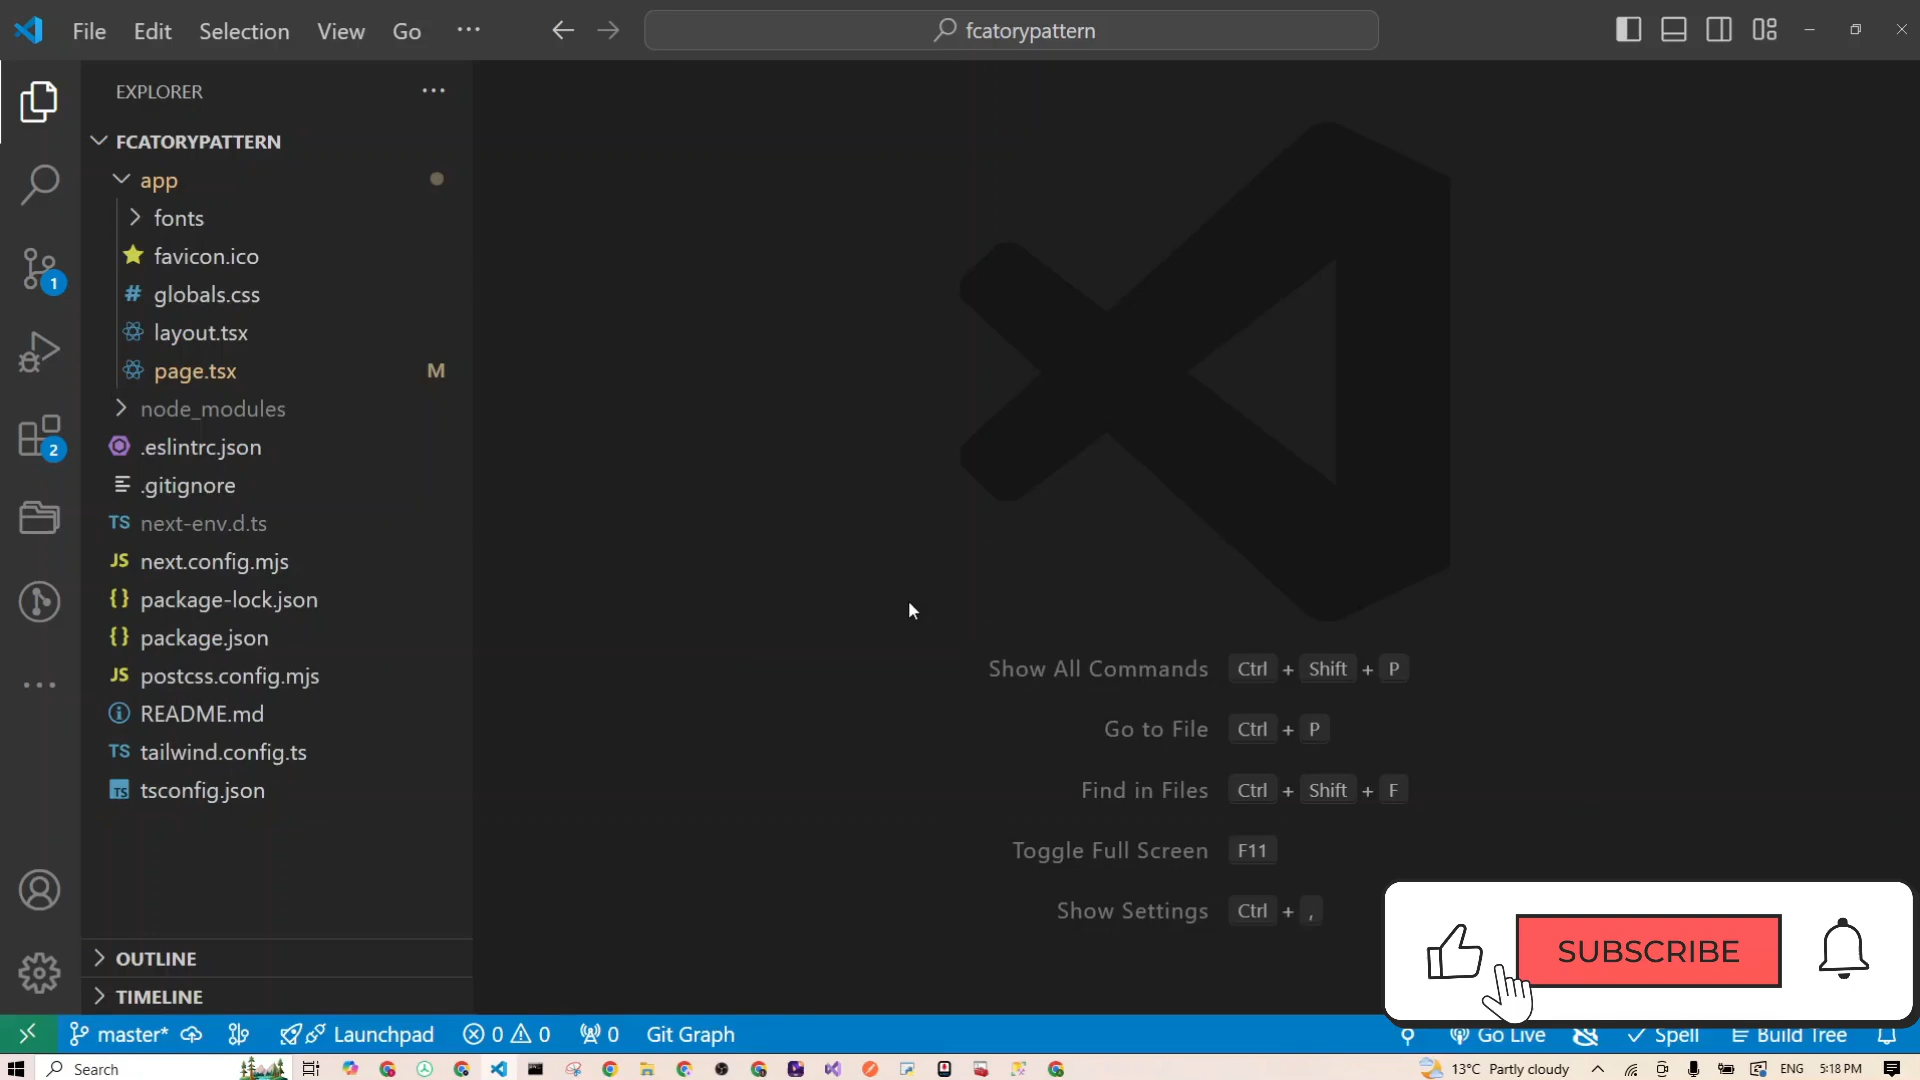 File Edit Selection View Go ···
fcatorypattern
EXPLORER
FCATORYPATTERN
app
fonts
favicon.ico
# globals.css
layout.tsx
page.tsx M
node_modules
.eslintrc.json
.gitignore
TS next-env.d.ts
JS next.config.mjs
{} package-lock.json
{} package.json
JS postcss.config.mjs
README.md
TS tailwind.config.ts
TS tsconfig.json
OUTLINE
TIMELINE
1
2
Show All Commands Ctrl + Shift + P
Go to File Ctrl + P
Find in Files Ctrl + Shift + F
Toggle Full Screen F11
Show Settings Ctrl + ,
SUBSCRIBE
master* Launchpad 0 0 0 Git Graph Go Live Spell Build Tree
Search 13°C Partly cloudy ENG 5:18 PM